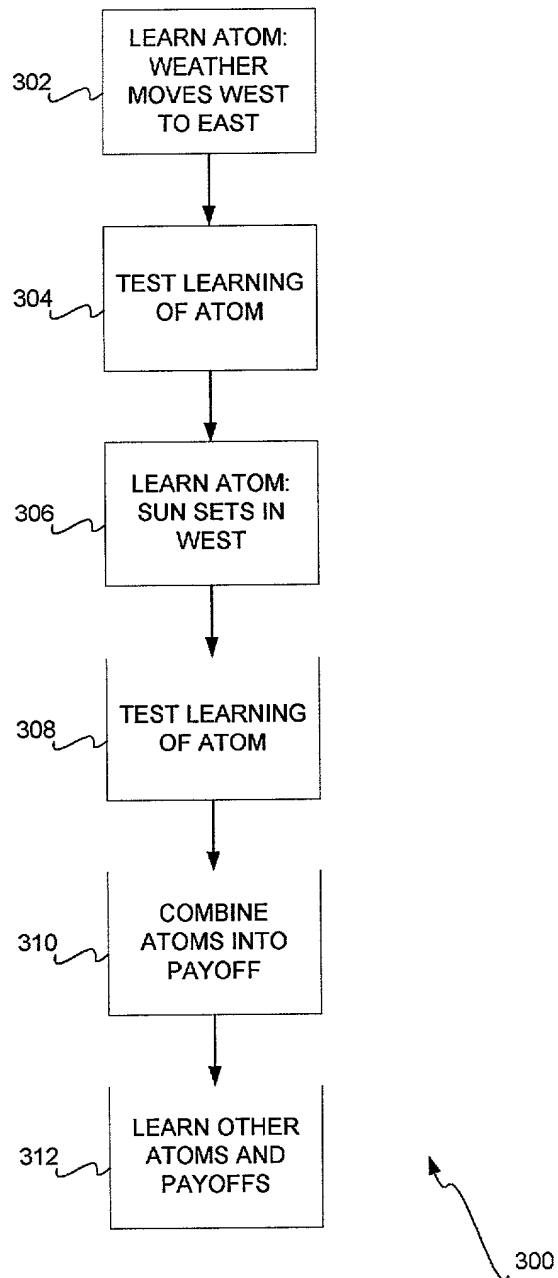 LEARN ATOM:
WEATHER
MOVES WEST
TO EAST
302
TEST LEARNING
OF ATOM
304
LEARN ATOM:
SUN SETS IN
WEST
306
TEST LEARNING
OF ATOM
308
COMBINE
ATOMS INTO
PAYOFF
310
LEARN OTHER
ATOMS AND
PAYOFFS
312
300